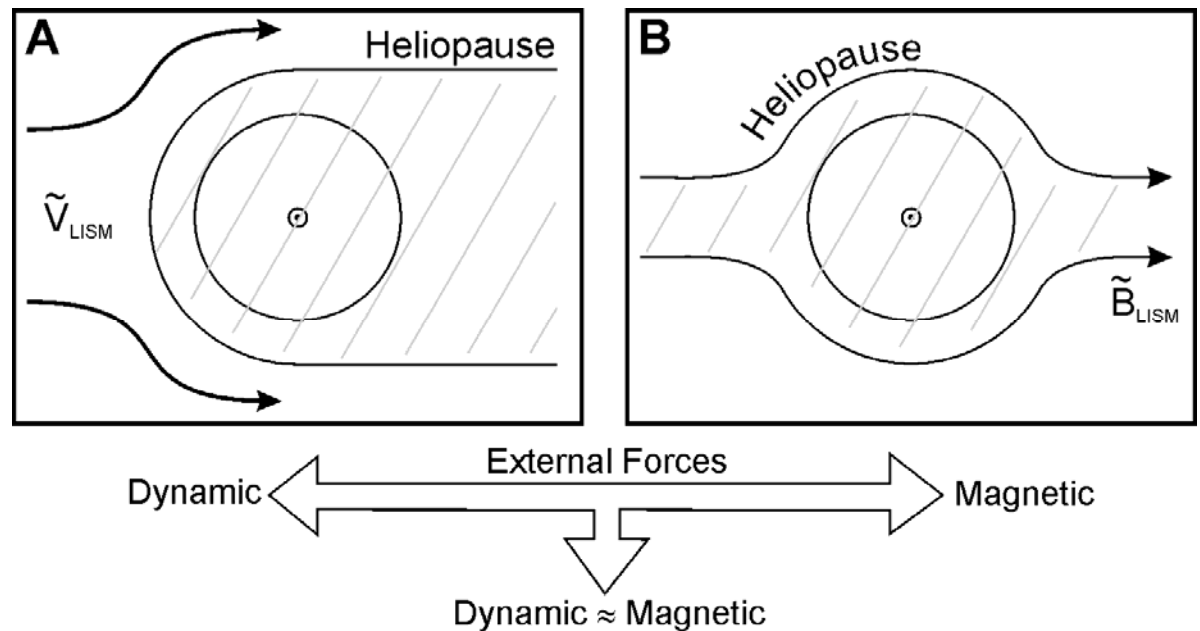 A
Heliopause
Ṽ LISM
B
Heliopause
B̃ LISM
External Forces
Dynamic
Magnetic
Dynamic ≈ Magnetic